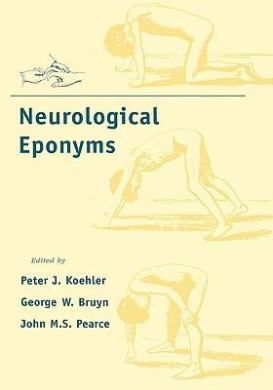 Neurological
Eponyms
Edited by
Peter J. Koehler
George W. Bruyn
John M.S. Pearce